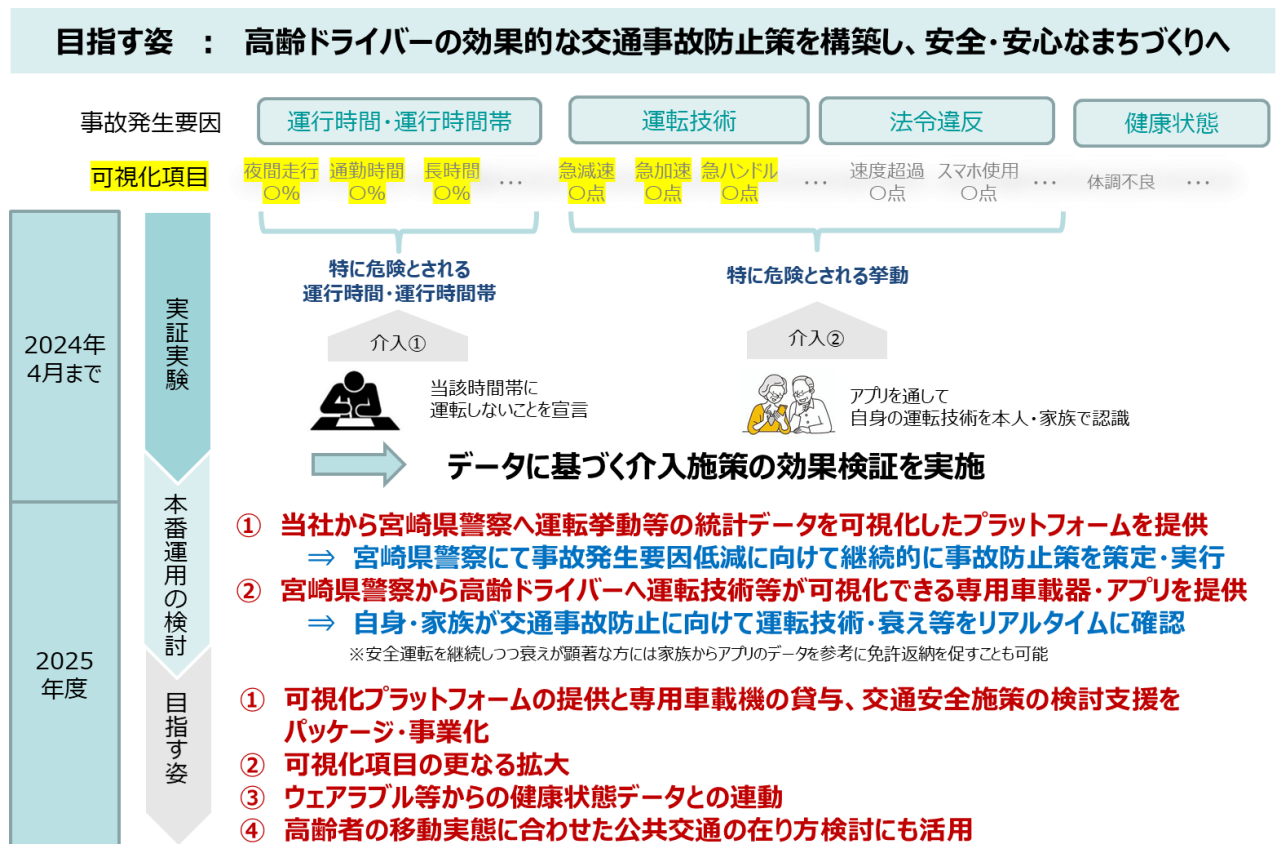 目指す姿 : 高齢ドライバーの効果的な交通事故防止策を構築し、安全・安心なまちづくりへ
事故発生要因
運行時間・運行時間帯
運転技術
法令違反
健康状態
可視化項目
夜間走行
〇%
通勤時間
〇%
長時間
〇%
…
急減速
〇点
急加速
〇点
急ハンドル
〇点
…
速度超過
〇点
スマホ使用
〇点
…
体調不良
…
特に危険とされる
運行時間・運行時間帯
特に危険とされる挙動
介入①
介入②
当該時間帯に
運転しないことを宣言
アプリを通して
自身の運転技術を本人・家族で認識
データに基づく介入施策の効果検証を実施
2024年
4月まで
実証実験
2025
年度
本番運用の検討
① 当社から宮崎県警察へ運転挙動等の統計データを可視化したプラットフォームを提供
⇒ 宮崎県警察にて事故発生要因低減に向けて継続的に事故防止策を策定・実行
② 宮崎県警察から高齢ドライバーへ運転技術等が可視化できる専用車載器・アプリを提供
⇒ 自身・家族が交通事故防止に向けて運転技術・衰え等をリアルタイムに確認
※安全運転を継続しつつ衰えが顕著な方には家族からアプリのデータを参考に免許返納を促すことも可能
目指す姿
① 可視化プラットフォームの提供と専用車載機の貸与、交通安全施策の検討支援を
パッケージ・事業化
② 可視化項目の更なる拡大
③ ウェアラブル等からの健康状態データとの連動
④ 高齢者の移動実態に合わせた公共交通の在り方検討にも活用